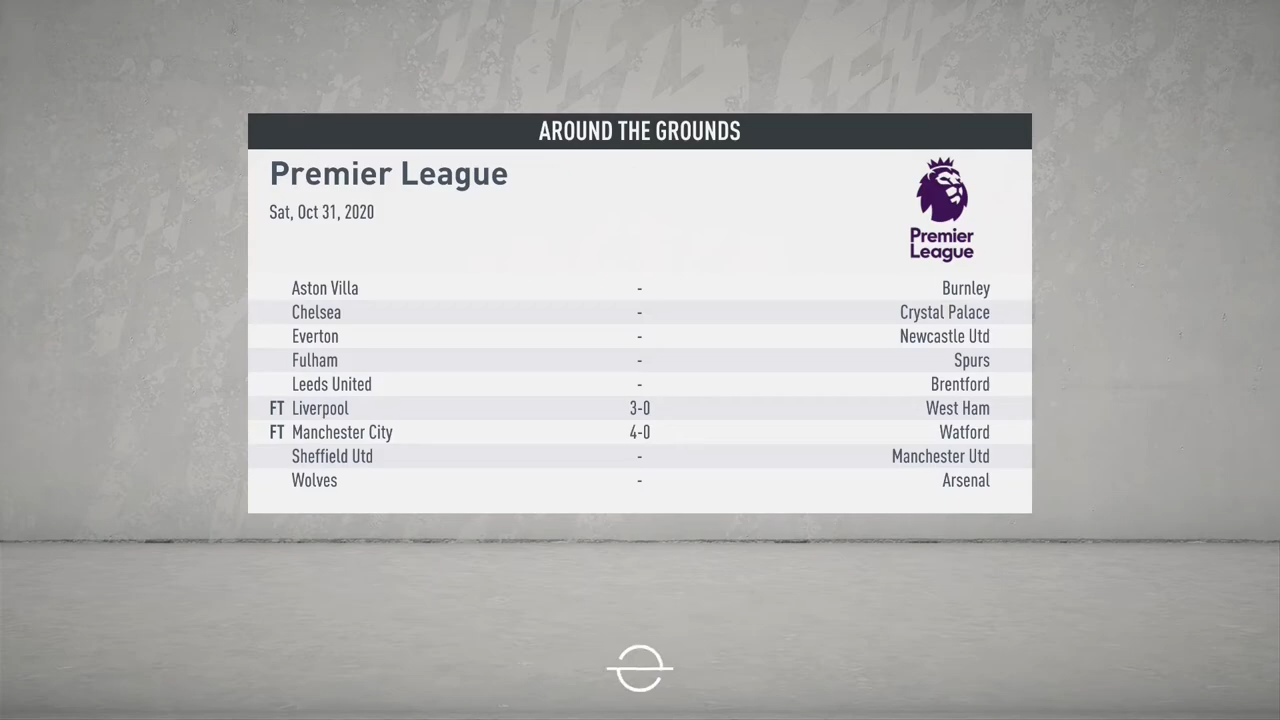 AROUND THE GROUNDS
Premier League
Sat, Oct 31, 2020
Premier
League
Aston Villa - Burnley
Chelsea - Crystal Palace
Everton - Newcastle Utd
Fulham - Spurs
Leeds United - Brentford
FT Liverpool 3-0 West Ham
FT Manchester City 4-0 Watford
Sheffield Utd - Manchester Utd
Wolves - Arsenal